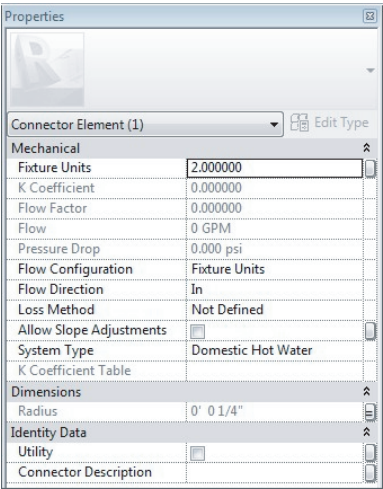 Properties
Connector Element (1) Edit Type
Mechanical
Fixture Units 2.000000
K Coefficient 0.000000
Flow Factor 0.000000
Flow 0 GPM
Pressure Drop 0.000 psi
Flow Configuration Fixture Units
Flow Direction In
Loss Method Not Defined
Allow Slope Adjustments
System Type Domestic Hot Water
K Coefficient Table
Dimensions
Radius 0' 0 1/4"
Identity Data
Utility
Connector Description